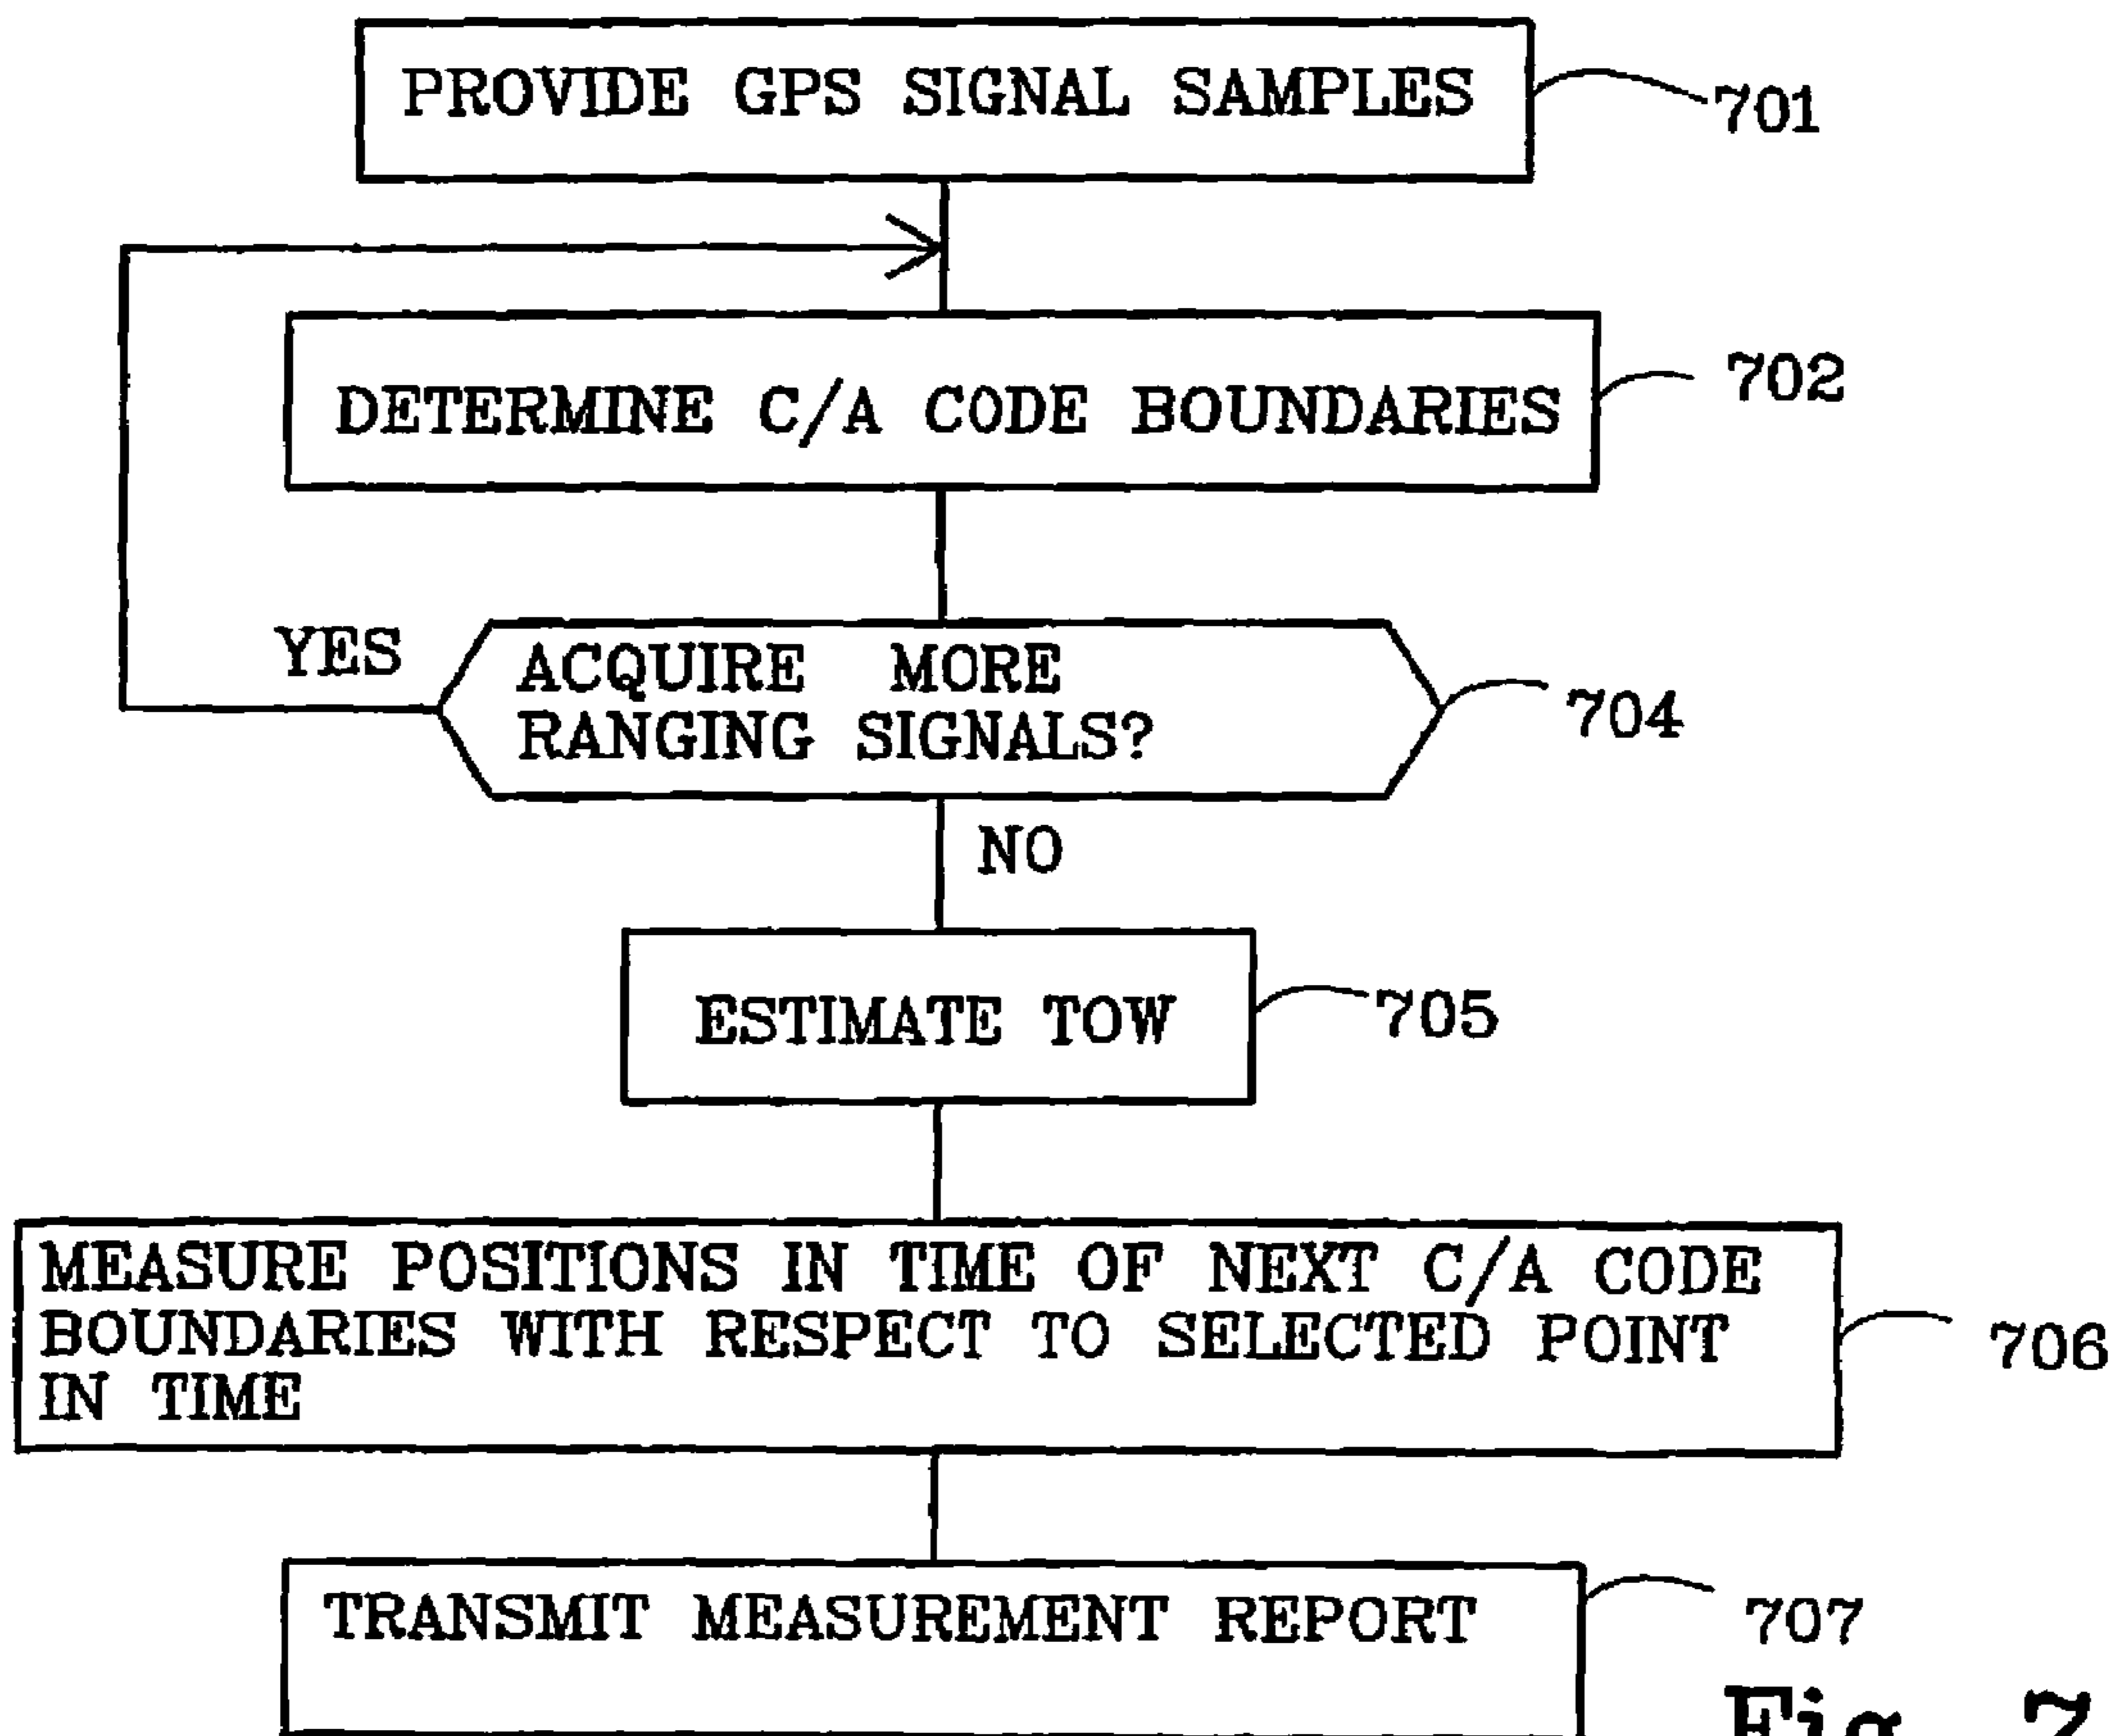 PROVIDE GPS SIGNAL SAMPLES
701
DETERMINE C/A CODE BOUNDARIES
702
YES
ACQUIRE MORE
RANGING SIGNALS?
704
NO
ESTIMATE TOW
705
MEASURE POSITIONS IN TIME OF NEXT C/A CODE
BOUNDARIES WITH RESPECT TO SELECTED POINT
IN TIME
706
TRANSMIT MEASUREMENT REPORT
707
Fig 7